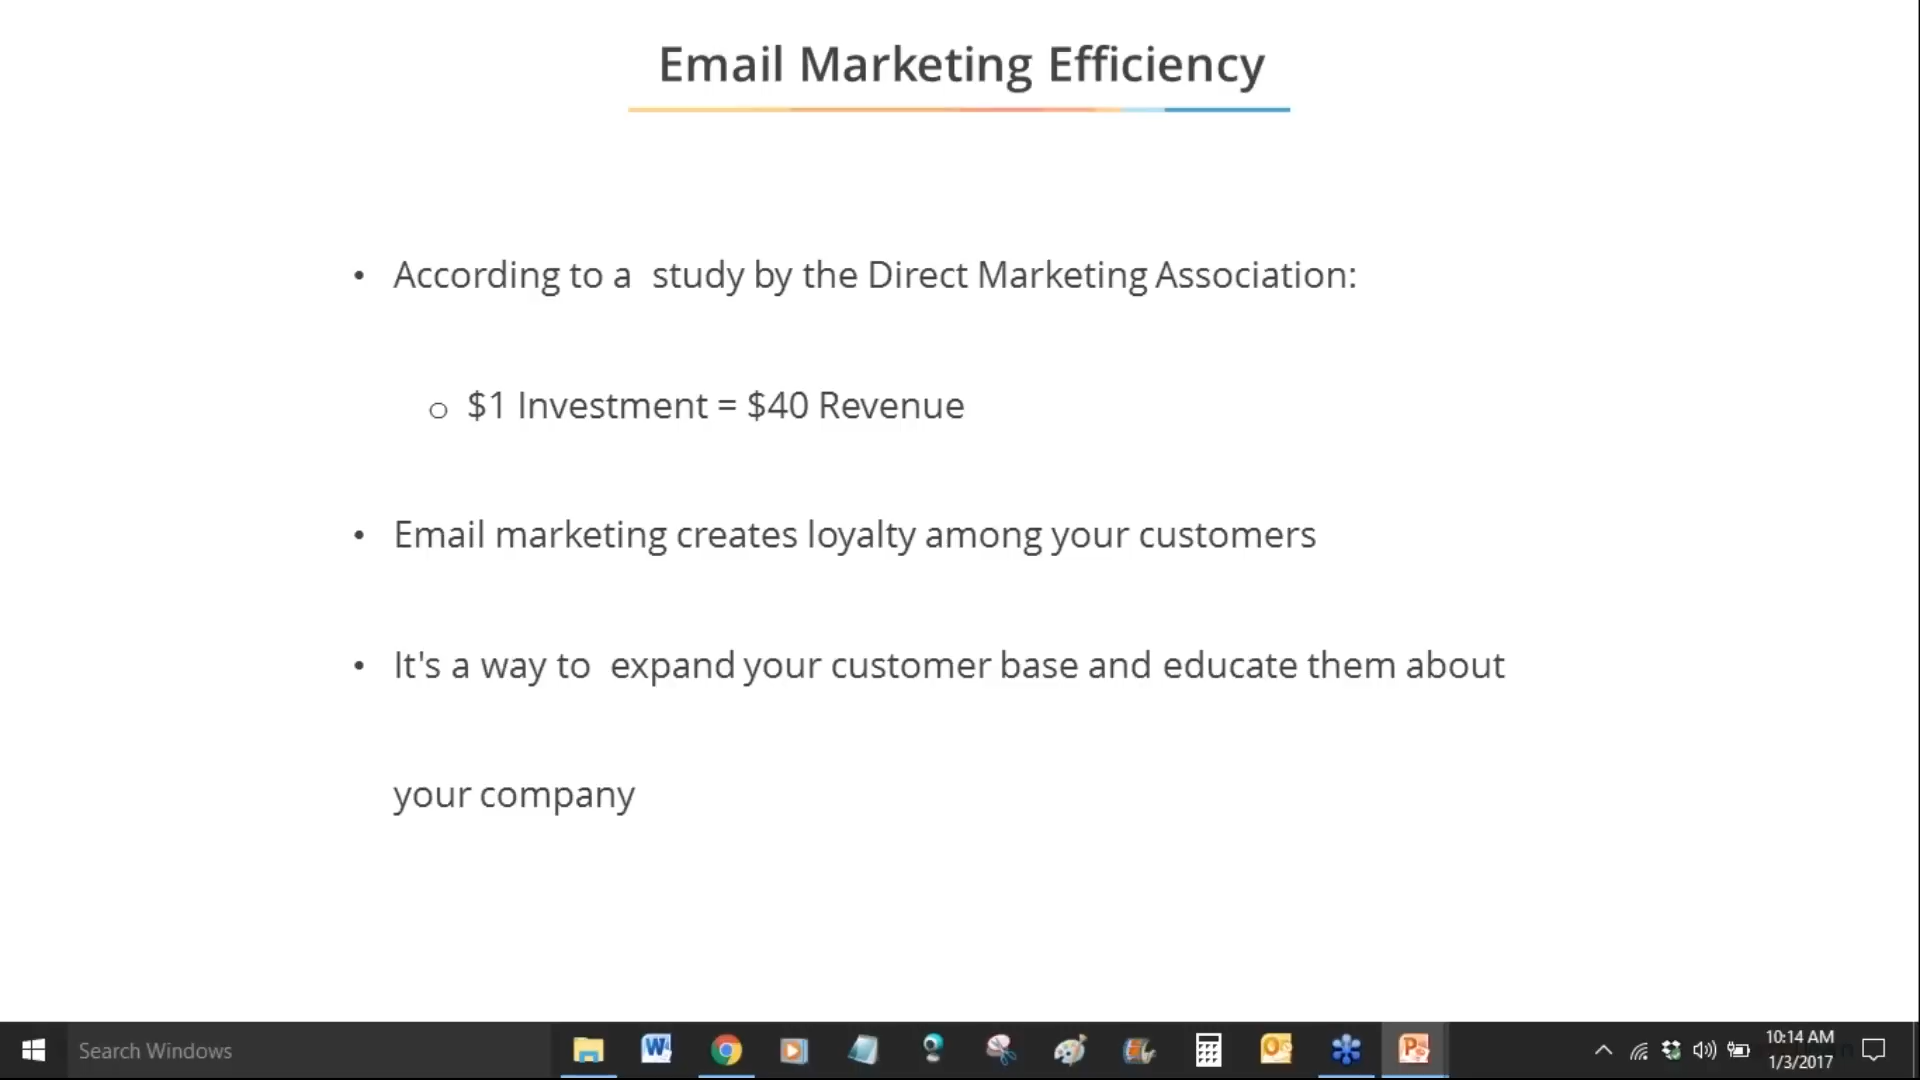 Email Marketing Efficiency
• According to a study by the Direct Marketing Association:
o $1 Investment = $40 Revenue
• Email marketing creates loyalty among your customers
• It's a way to expand your customer base and educate them about
your company
Search Windows
10:14 AM
1/3/2017